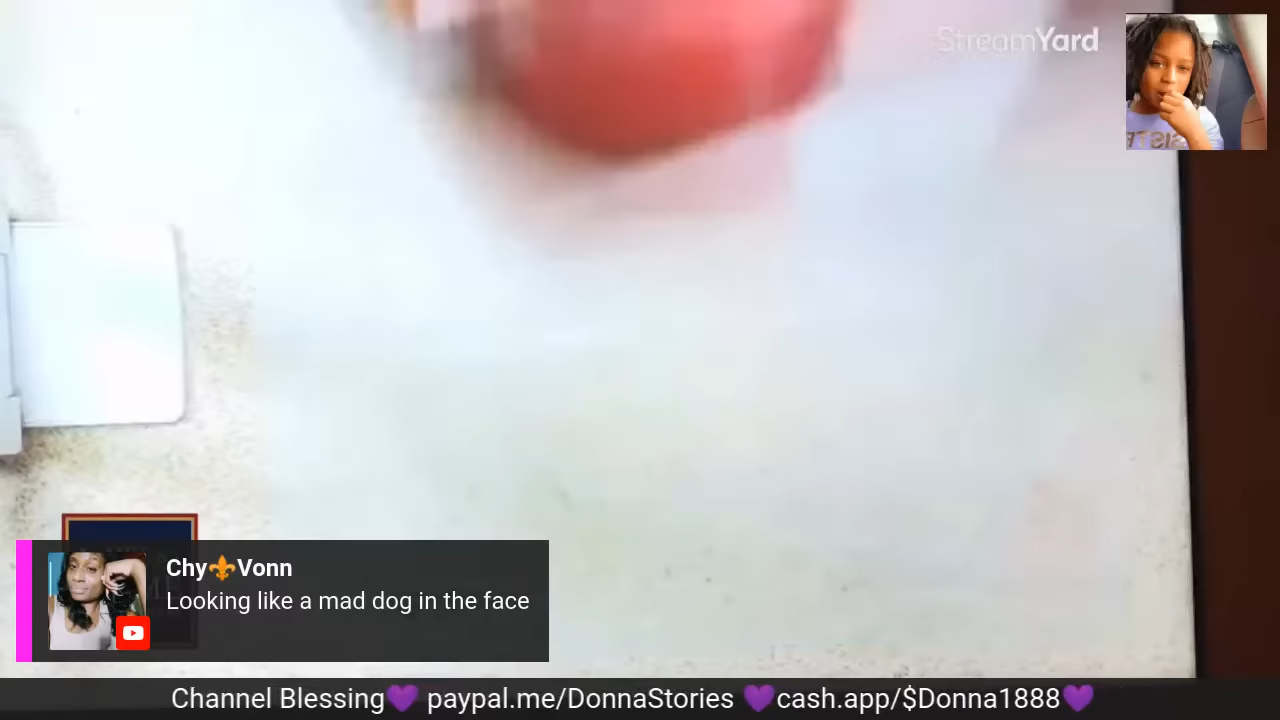 StreamYard
Chy⚜Vonn
Looking like a mad dog in the face
Channel Blessing💜 paypal.me/DonnaStories 💜cash.app/$Donna1888💜